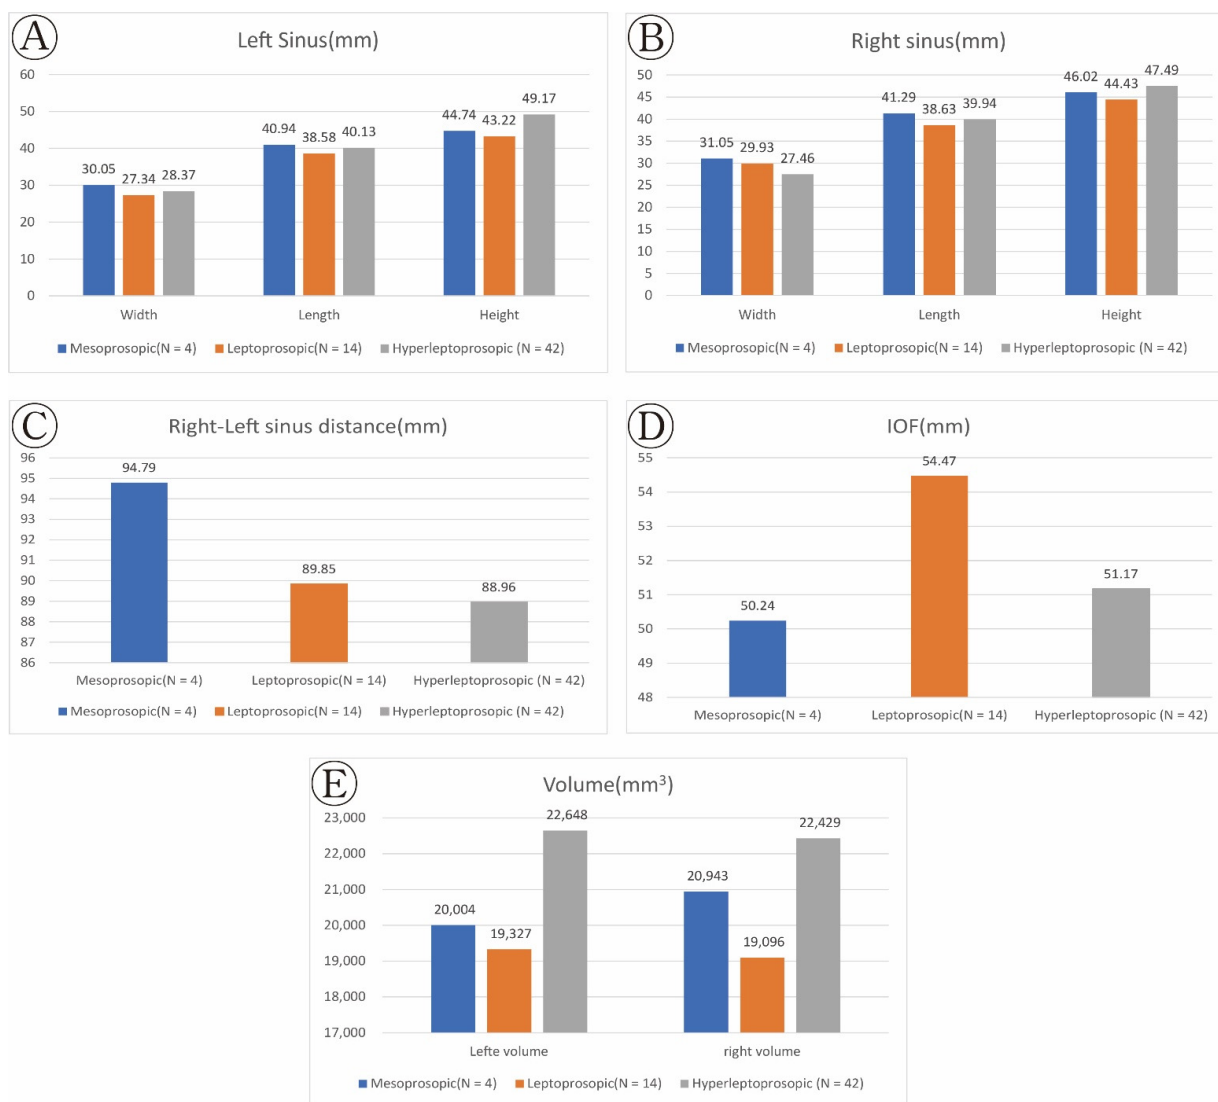 A
Left Sinus(mm)
60
50
40
30
20
10
0
30.05 27.34 28.37
40.94 38.58 40.13
44.74 43.22 49.17
Width Length Height
Mesoprosopic(N = 4) Leptoprosopic(N = 14) Hyperleptoprosopic (N = 42)
B
Right sinus(mm)
50
45
40
35
30
25
20
15
10
5
0
31.05 29.93 27.46
41.29 38.63 39.94
46.02 44.43 47.49
Width Length Height
Mesoprosopic(N = 4) Leptoprosopic(N = 14) Hyperleptoprosopic (N = 42)
C
Right-Left sinus distance(mm)
96
95
94
93
92
91
90
89
88
87
86
94.79
89.85
88.96
Mesoprosopic(N = 4) Leptoprosopic(N = 14) Hyperleptoprosopic (N = 42)
Mesoprosopic(N = 4) Leptoprosopic(N = 14) Hyperleptoprosopic (N = 42)
D
IOF(mm)
55
54
53
52
51
50
49
48
50.24
54.47
51.17
Mesoprosopic(N = 4) Leptoprosopic(N = 14) Hyperleptoprosopic (N = 42)
E
Volume(mm³)
23,000
22,000
21,000
20,000
19,000
18,000
17,000
20,004 19,327 22,648
20,943 19,096 22,429
Lefte volume right volume
Mesoprosopic(N = 4) Leptoprosopic(N = 14) Hyperleptoprosopic (N = 42)